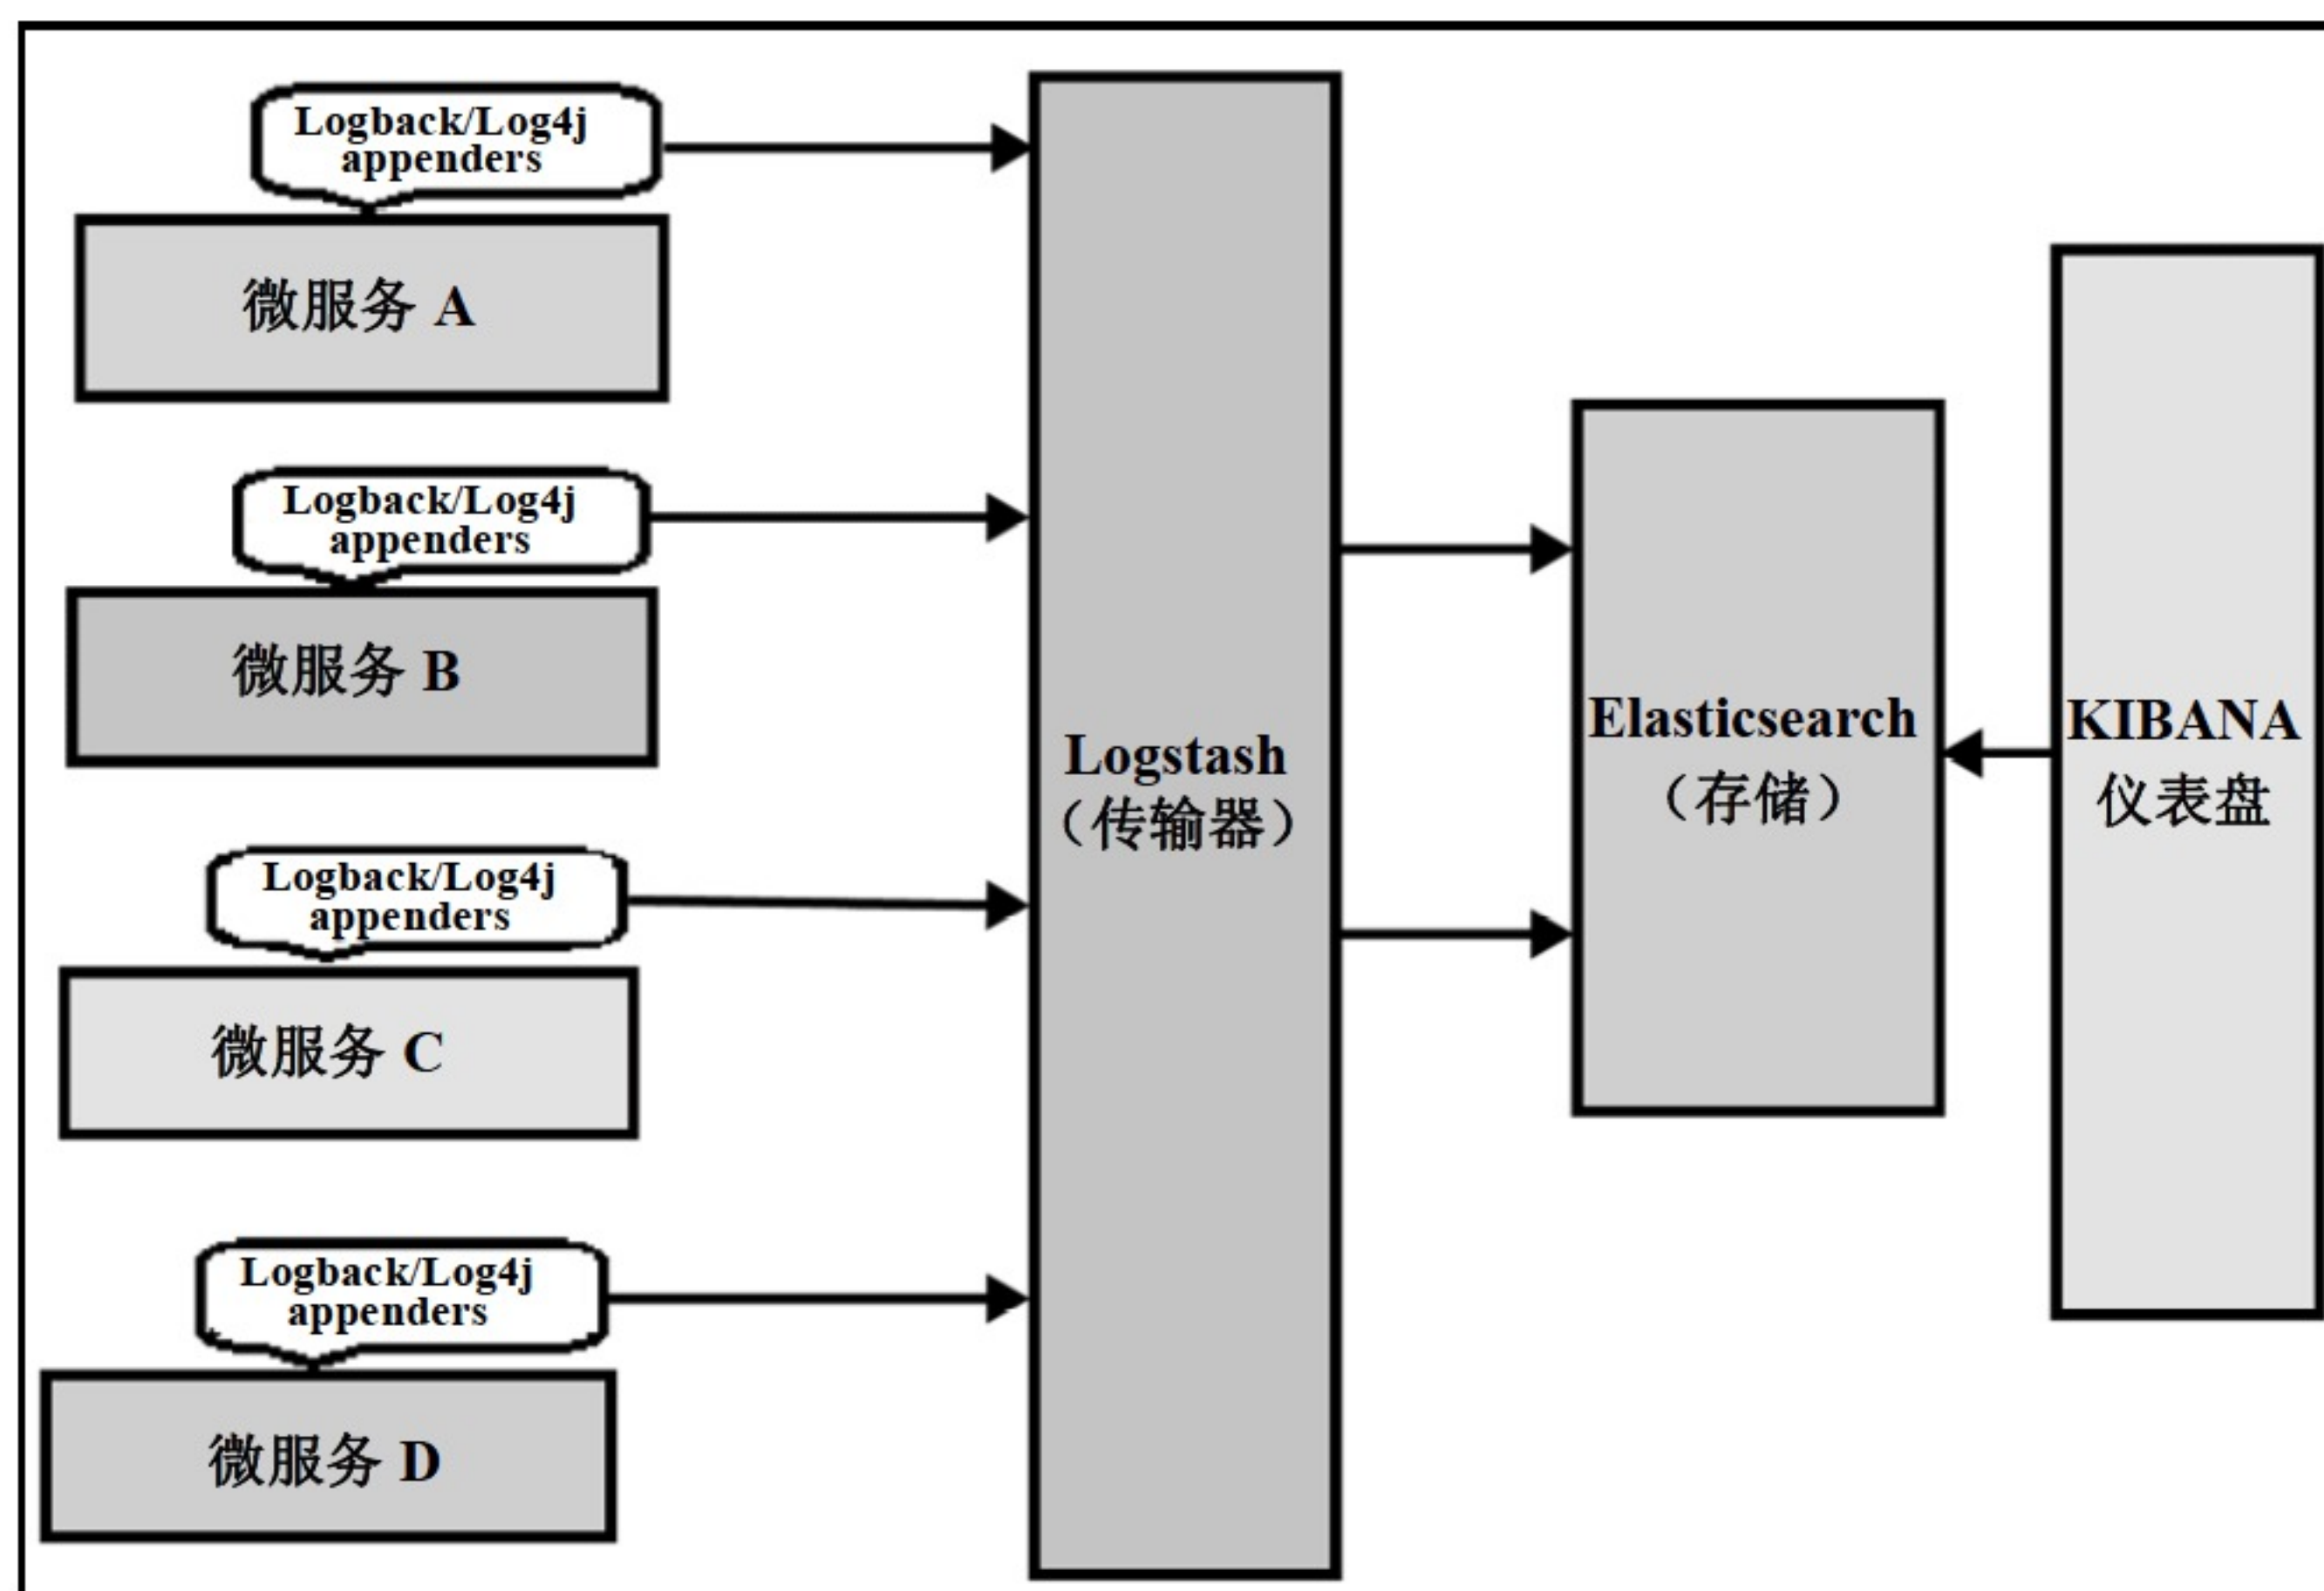 Logback/Log4j
appenders
微服务 A
Logback/Log4j
appenders
微服务 B
Logback/Log4j
appenders
微服务 C
Logback/Log4j
appenders
微服务 D
Logstash
（传输器）
Elasticsearch
（存储）
KIBANA
仪表盘